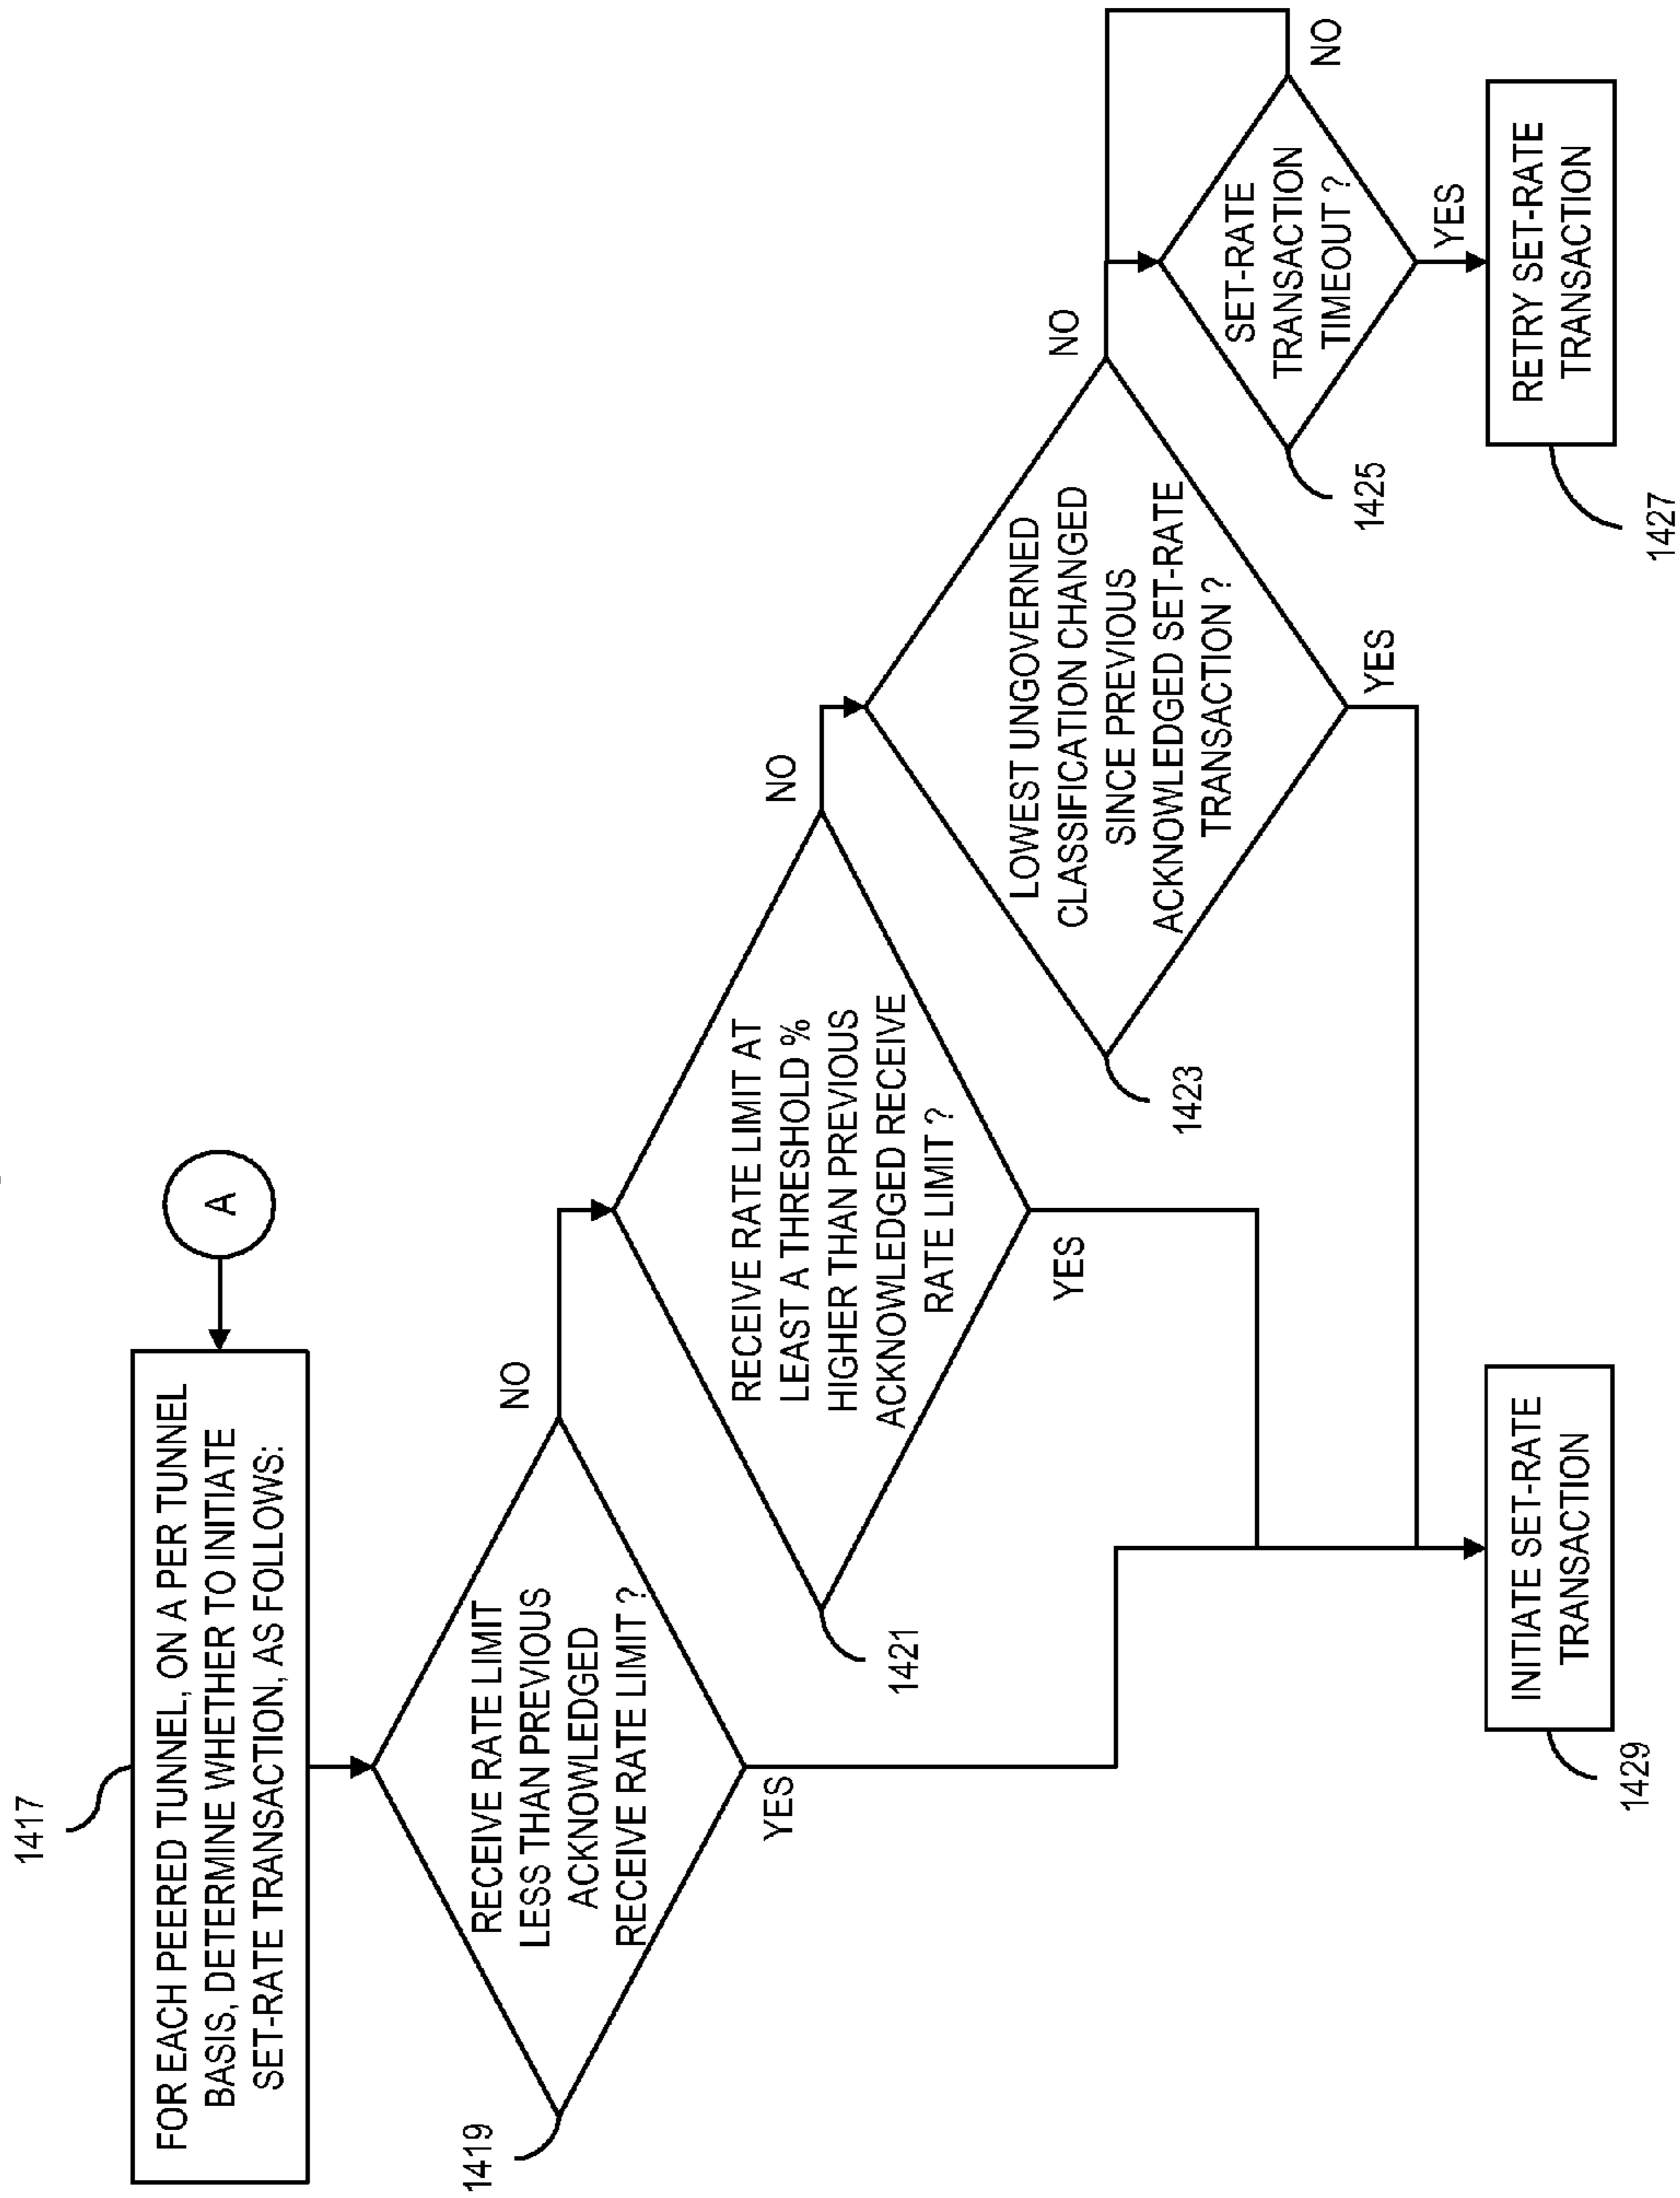 1417
A
FOR EACH PEERED TUNNEL, ON A PER TUNNEL
BASIS, DETERMINE WHETHER TO INITIATE
SET-RATE TRANSACTION, AS FOLLOWS:
1419
RECEIVE RATE LIMIT
LESS THAN PREVIOUS
ACKNOWLEDGED
RECEIVE RATE LIMIT ?
NO
YES
1421
RECEIVE RATE LIMIT AT
LEAST A THRESHOLD %
HIGHER THAN PREVIOUS
ACKNOWLEDGED RECEIVE
RATE LIMIT ?
NO
YES
1423
LOWEST UNGOVERNED
CLASSIFICATION CHANGED
SINCE PREVIOUS
ACKNOWLEDGED SET-RATE
TRANSACTION ?
NO
YES
1425
SET-RATE
TRANSACTION
TIMEOUT ?
NO
YES
1429
INITIATE SET-RATE
TRANSACTION
1427
RETRY SET-RATE
TRANSACTION